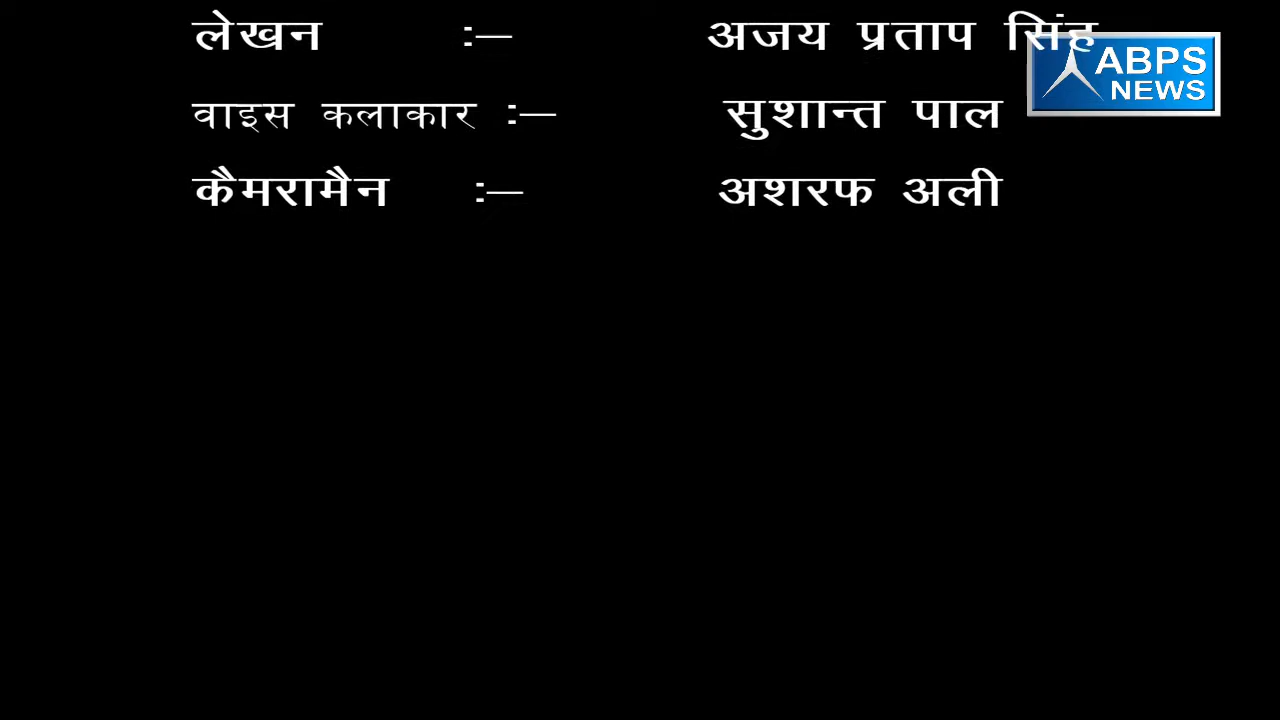 लेखन :— अजय प्रताप सिंह
वाइस कलाकार :— सुशान्त पाल
कैमरामैन :— अशरफ अली
ABPS
NEWS